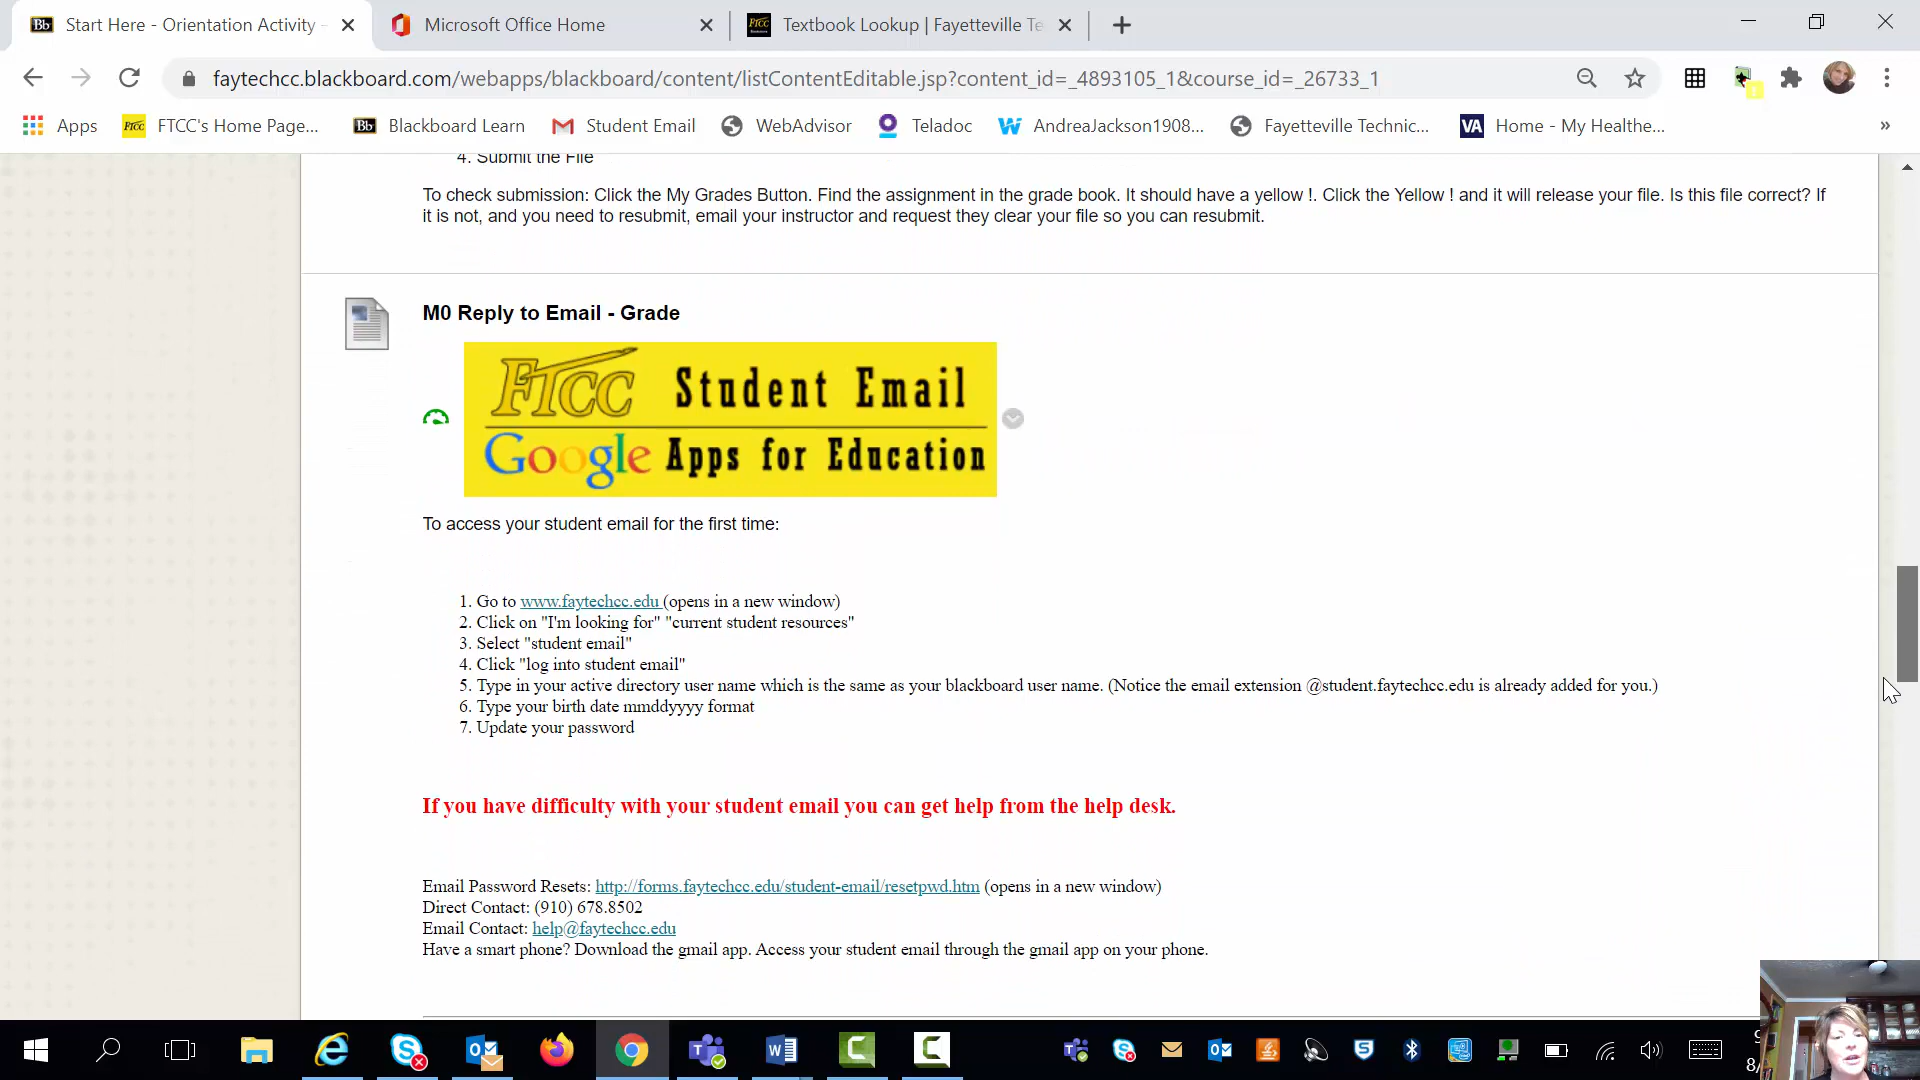 Bb Start Here - Orientation Activity -
Microsoft Office Home
FTCC Textbook Lookup | Fayetteville Te
faytechcc.blackboard.com/webapps/blackboard/content/listContentEditable.jsp?content_id=_4893105_1&course_id=_26733_1
Apps FTCC FTCC's Home Page... Bb Blackboard Learn Student Email WebAdvisor Teladoc AndreaJackson1908... Fayetteville Technic... VA Home - My Healthe... »
4. Submit the File
To check submission: Click the My Grades Button. Find the assignment in the grade book. It should have a yellow !. Click the Yellow ! and it will release your file. Is this file correct? If
it is not, and you need to resubmit, email your instructor and request they clear your file so you can resubmit.
M0 Reply to Email - Grade
FTCC Student Email
Google Apps for Education
To access your student email for the first time:
1. Go to www.faytechcc.edu (opens in a new window)
2. Click on "I'm looking for" "current student resources"
3. Select "student email"
4. Click "log into student email"
5. Type in your active directory user name which is the same as your blackboard user name. (Notice the email extension @student.faytechcc.edu is already added for you.)
6. Type your birth date mmddyyyy format
7. Update your password
If you have difficulty with your student email you can get help from the help desk.
Email Password Resets: http://forms.faytechcc.edu/student-email/resetpwd.htm (opens in a new window)
Direct Contact: (910) 678.8502
Email Contact: help@faytechcc.edu
Have a smart phone? Download the gmail app. Access your student email through the gmail app on your phone.